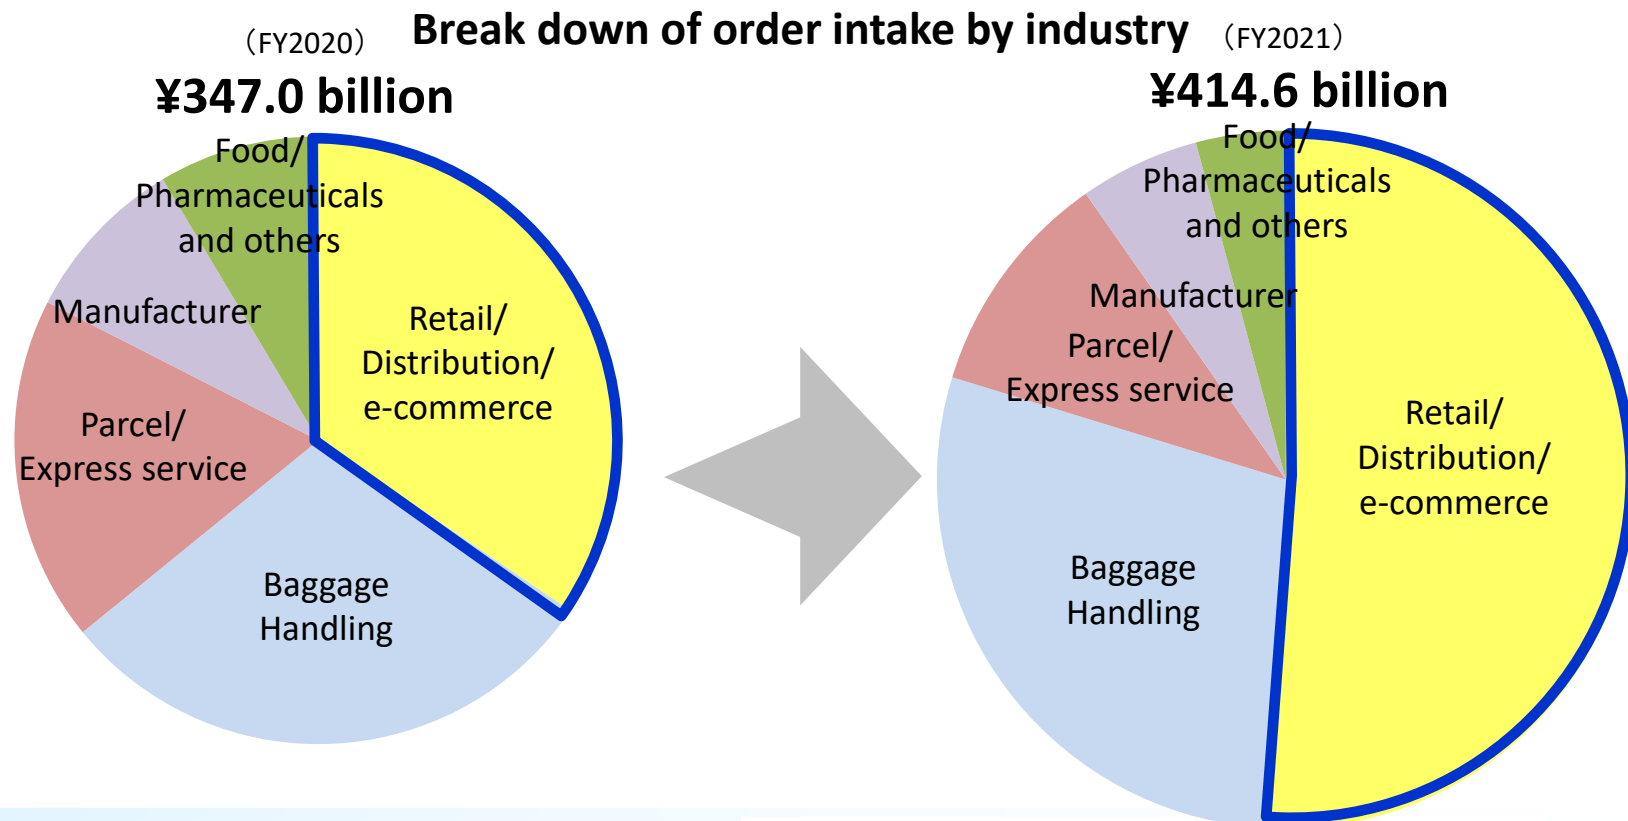 Break down of order intake by industry
（FY2020）
¥347.0 billion
Food/
Pharmaceuticals
and others
Manufacturer
Parcel/
Express service
Retail/
Distribution/
e-commerce
Baggage
Handling
（FY2021）
¥414.6 billion
Food/
Pharmaceuticals
and others
Manufacturer
Parcel/
Express service
Retail/
Distribution/
e-commerce
Baggage
Handling